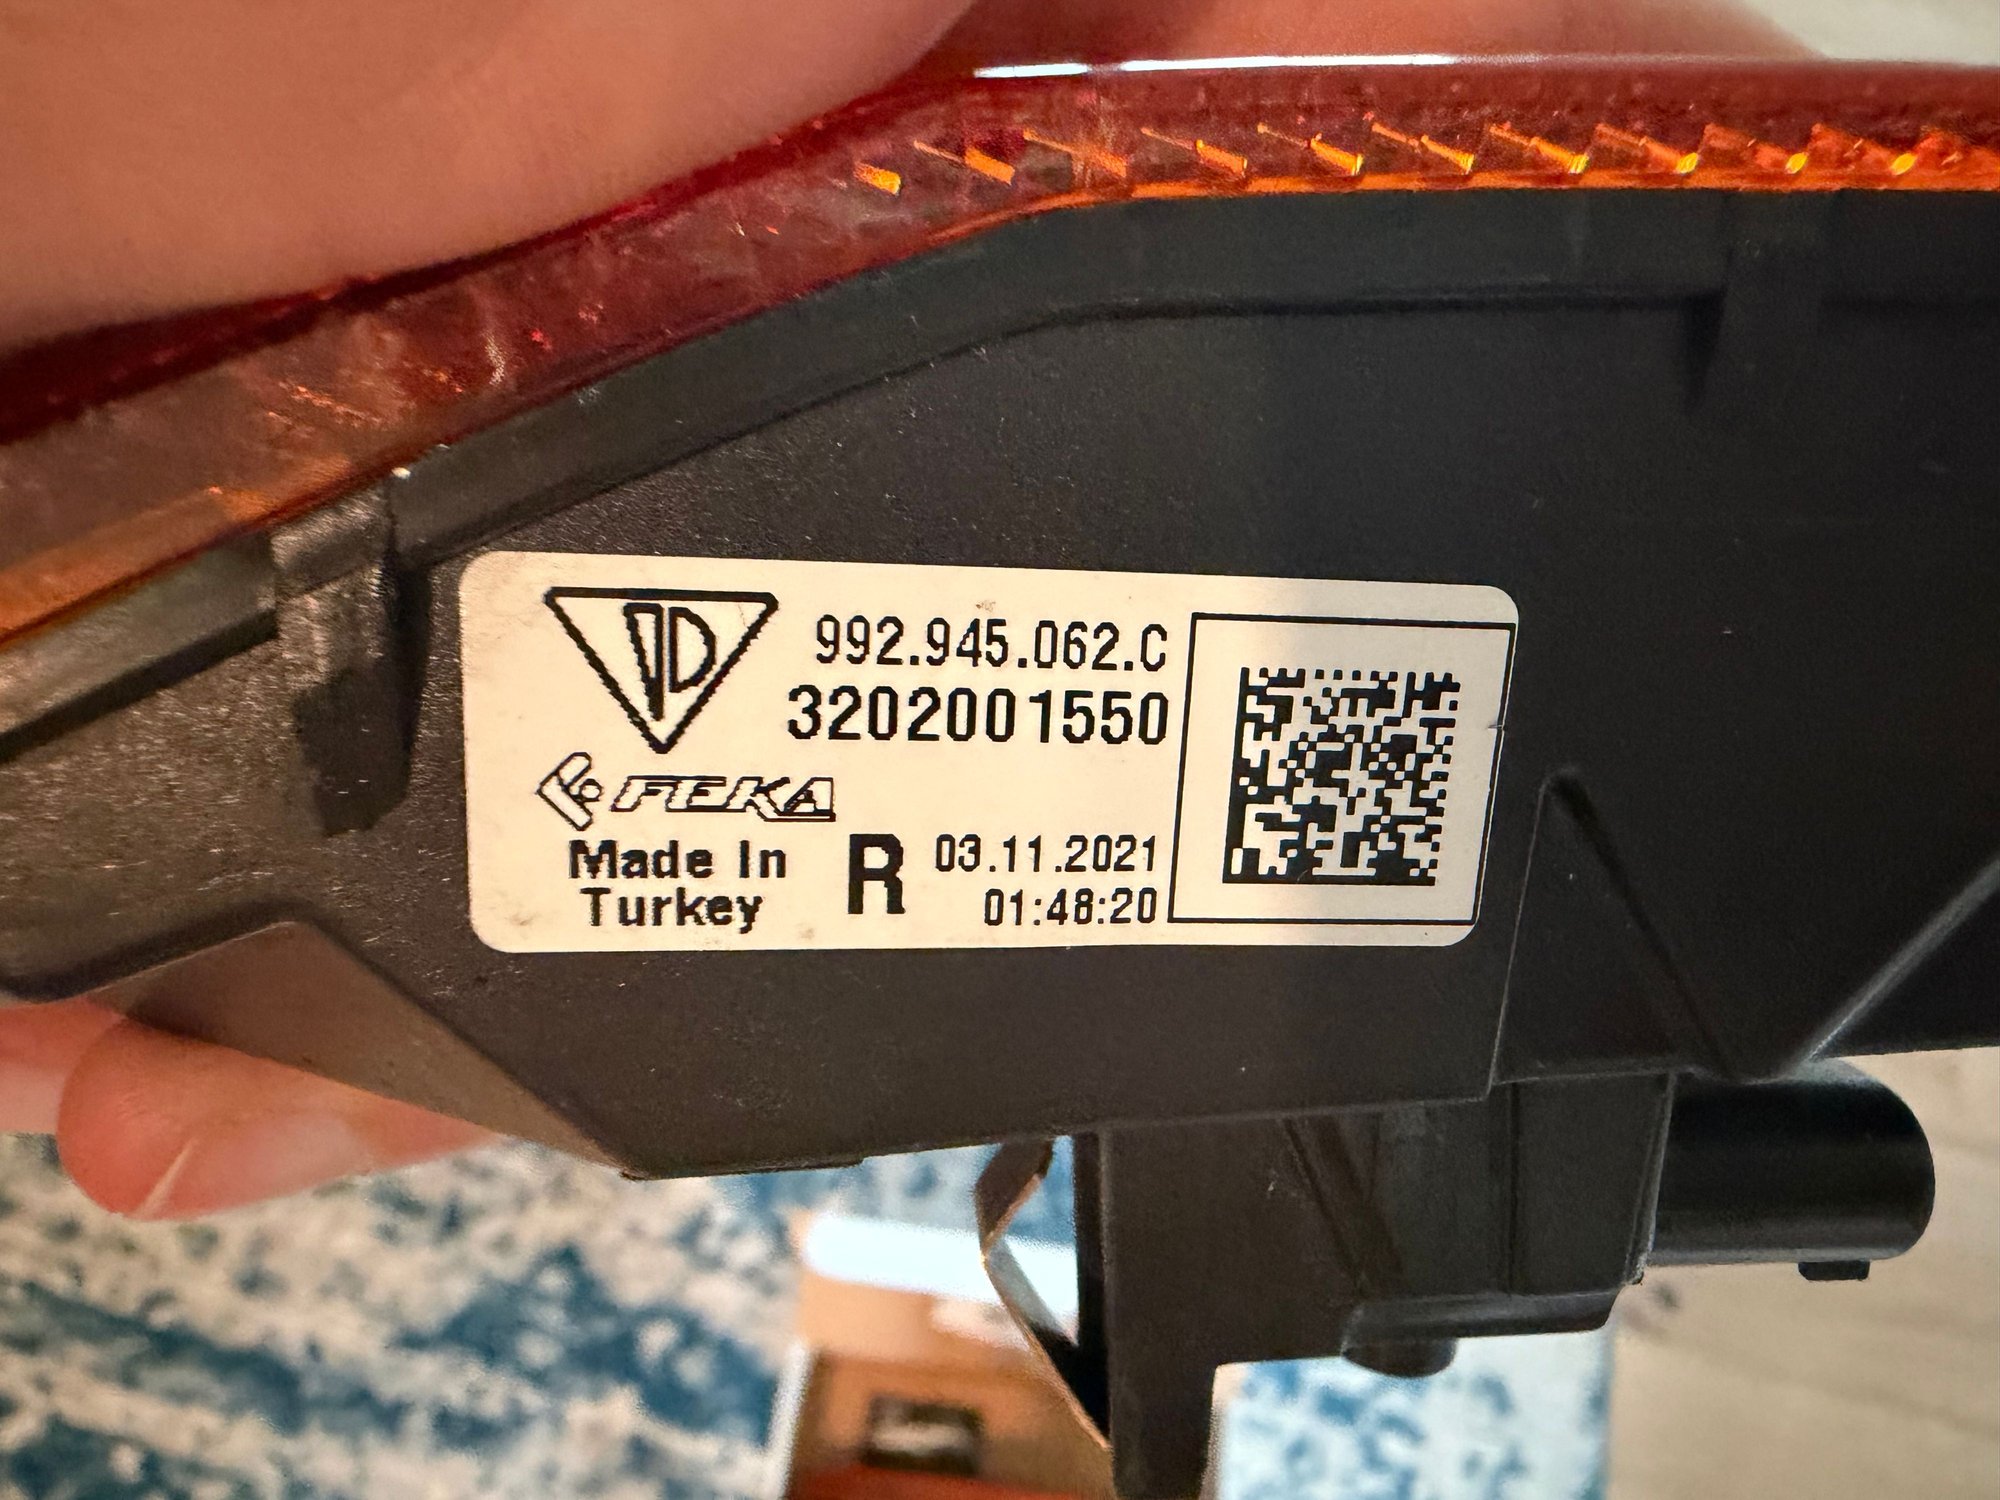 992.945.062.C
3202001550
FEKA
Made In
Turkey
R
03.11.2021
01:48:20